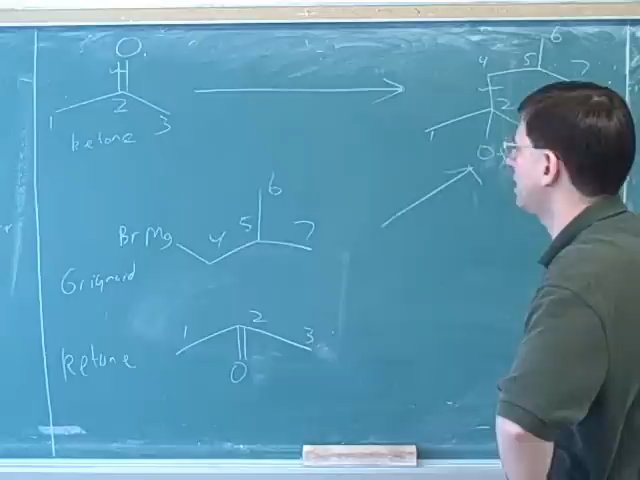 O
1 2 3
ketone
4 5 6 7
1 2
O
6
BrMg 4 5 7
Grignard
1 2 3
ketone
O